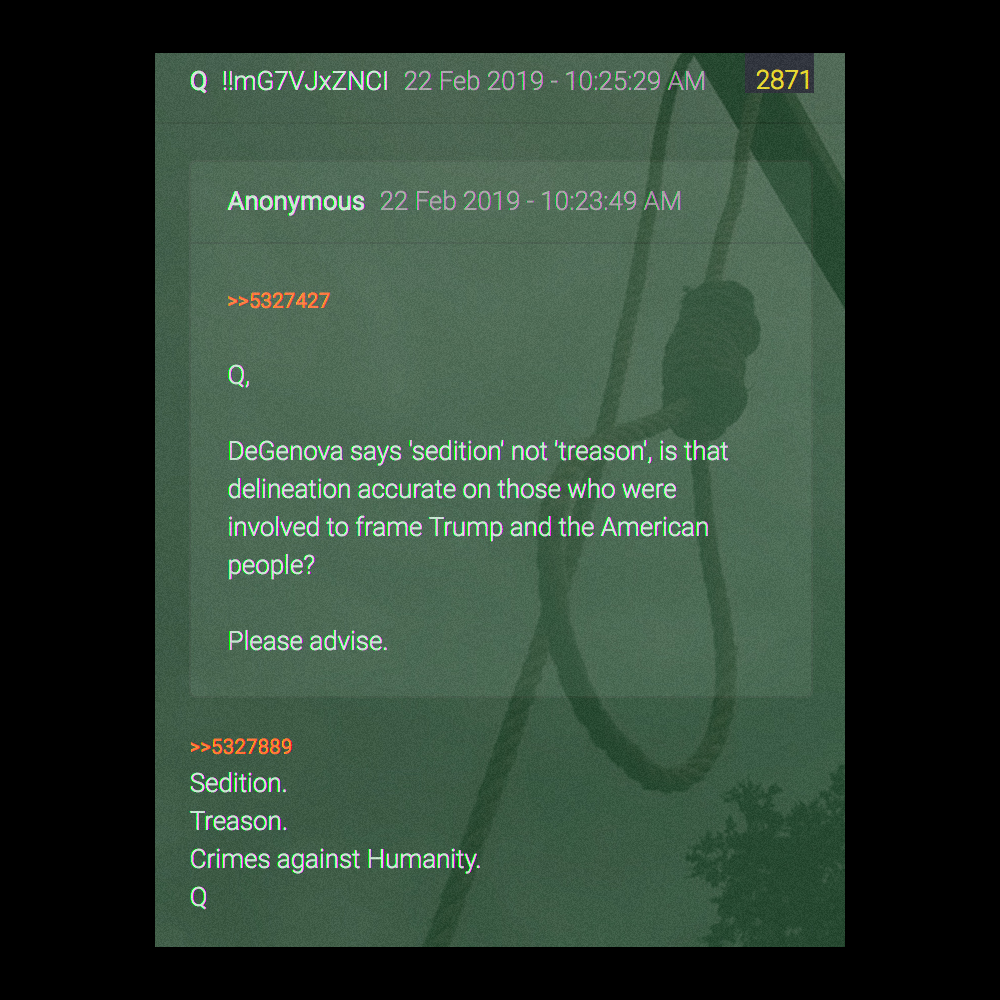 Q !!mG7VJxZNCI 22 Feb 2019 - 10:25:29 AM 2871
Anonymous 22 Feb 2019 - 10:23:49 AM
>>5327427
Q,
DeGenova says 'sedition' not 'treason', is that
delineation accurate on those who were
involved to frame Trump and the American
people?
Please advise.
>>5327889
Sedition.
Treason.
Crimes against Humanity.
Q